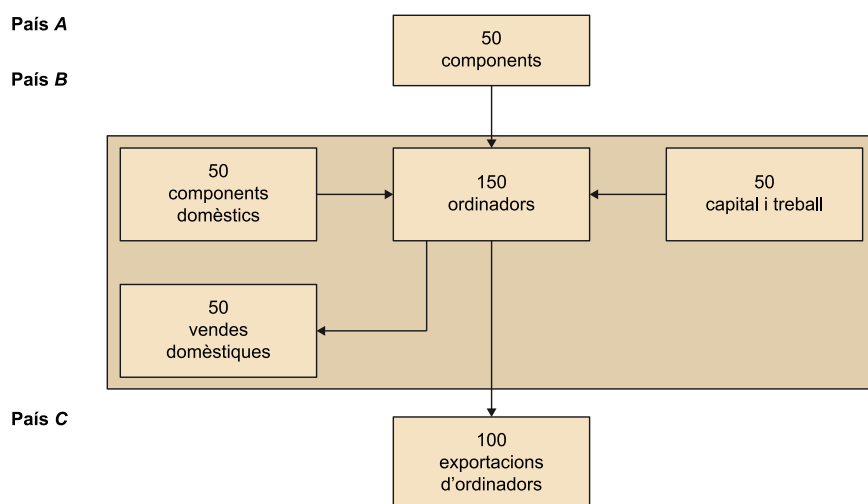 País A
50
components
País B
50
components
domèstics
150
ordinadors
50
capital i treball
50
vendes
domèstiques
País C
100
exportacions
d’ordinadors